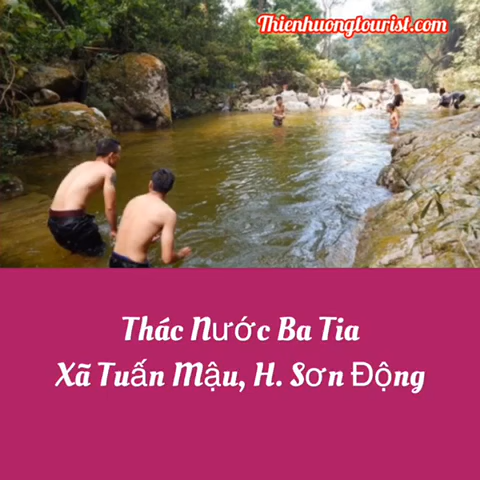 Thienhuongtourist.com
Thác Nước Ba Tia
Xã Tuấn Mậu, H. Sơn Động